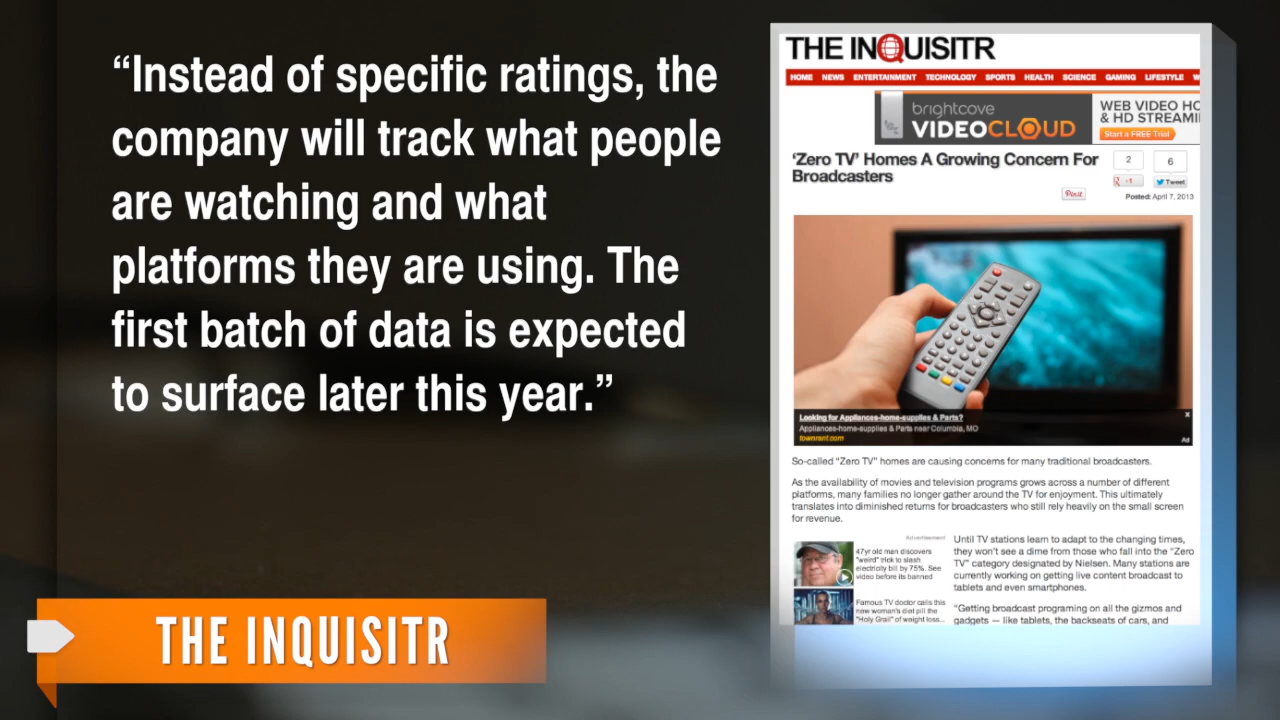 “Instead of specific ratings, the
company will track what people
are watching and what
platforms they are using. The
first batch of data is expected
to surface later this year.”
THE INQUISITR
THE INQUISITR
HOME NEWS ENTERTAINMENT TECHNOLOGY SPORTS HEALTH SCIENCE GAMING LIFESTYLE W
brightcove
VIDEOCLOUD
WEB VIDEO HO
& HD STREAMI
Start a FREE Trial
‘Zero TV’ Homes A Growing Concern For
Broadcasters
2
6
+1
Tweet
Pin it
Posted: April 7, 2013
Looking for Appliances-home-supplies & Parts?
Appliances-home-supplies & Parts near Columbia, MO
townrant.com
X
Ad
So-called “Zero TV” homes are causing concerns for many traditional broadcasters.
As the availability of movies and television programs grows across a number of different
platforms, many families no longer gather around the TV for enjoyment. This ultimately
translates into diminished returns for broadcasters who still rely heavily on the small screen
for revenue.
Advertisement
47yr old man discovers
"weird" trick to slash
electricity bill by 75%. See
video before its banned
Famous TV doctor calls this
new woman's diet pill the
"Holy Grail" of weight loss...
Until TV stations learn to adapt to the changing times,
they won’t see a dime from those who fall into the “Zero
TV” category designated by Nielsen. Many stations are
currently working on getting live content broadcast to
tablets and even smartphones.
“Getting broadcast programing on all the gizmos and
gadgets — like tablets, the backseats of cars, and